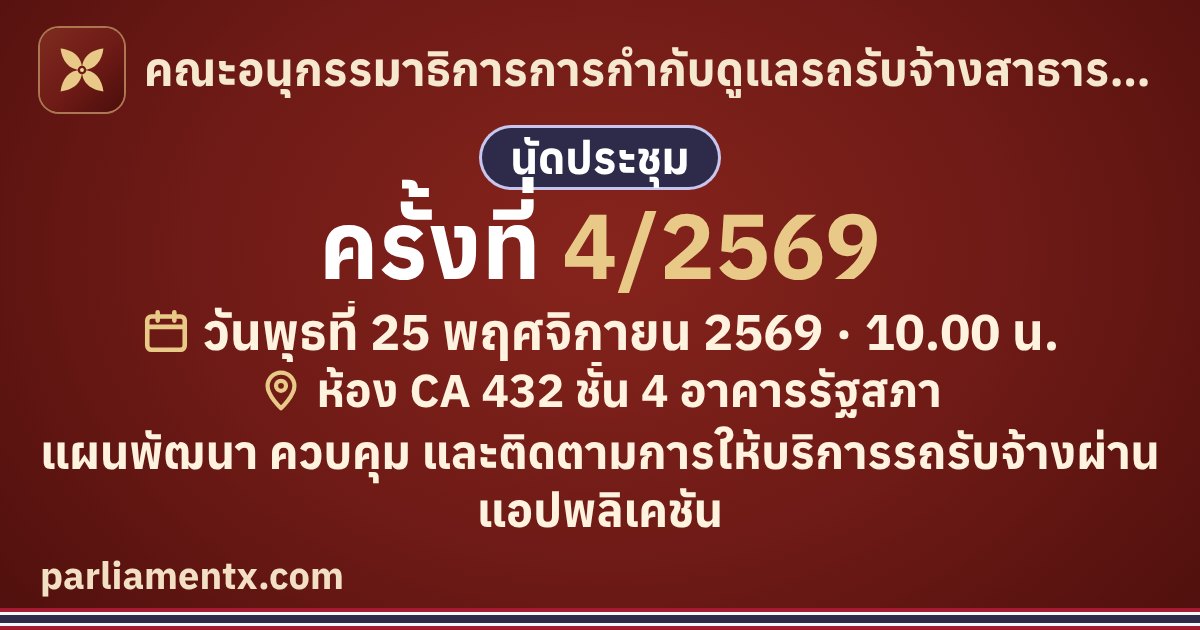 คณะอนุกรรมาธิการการกำกับดูแลรถรับจ้างสาธาร...
นัดประชุม
ครั้งที่ 4/2569
วันพุธที่ 25 พฤศจิกายน 2569 · 10.00 น.
ห้อง CA 432 ชั้น 4 อาคารรัฐสภา
แผนพัฒนา ควบคุม และติดตามการให้บริการรถรับจ้างผ่าน
แอปพลิเคชัน
parliamentx.com